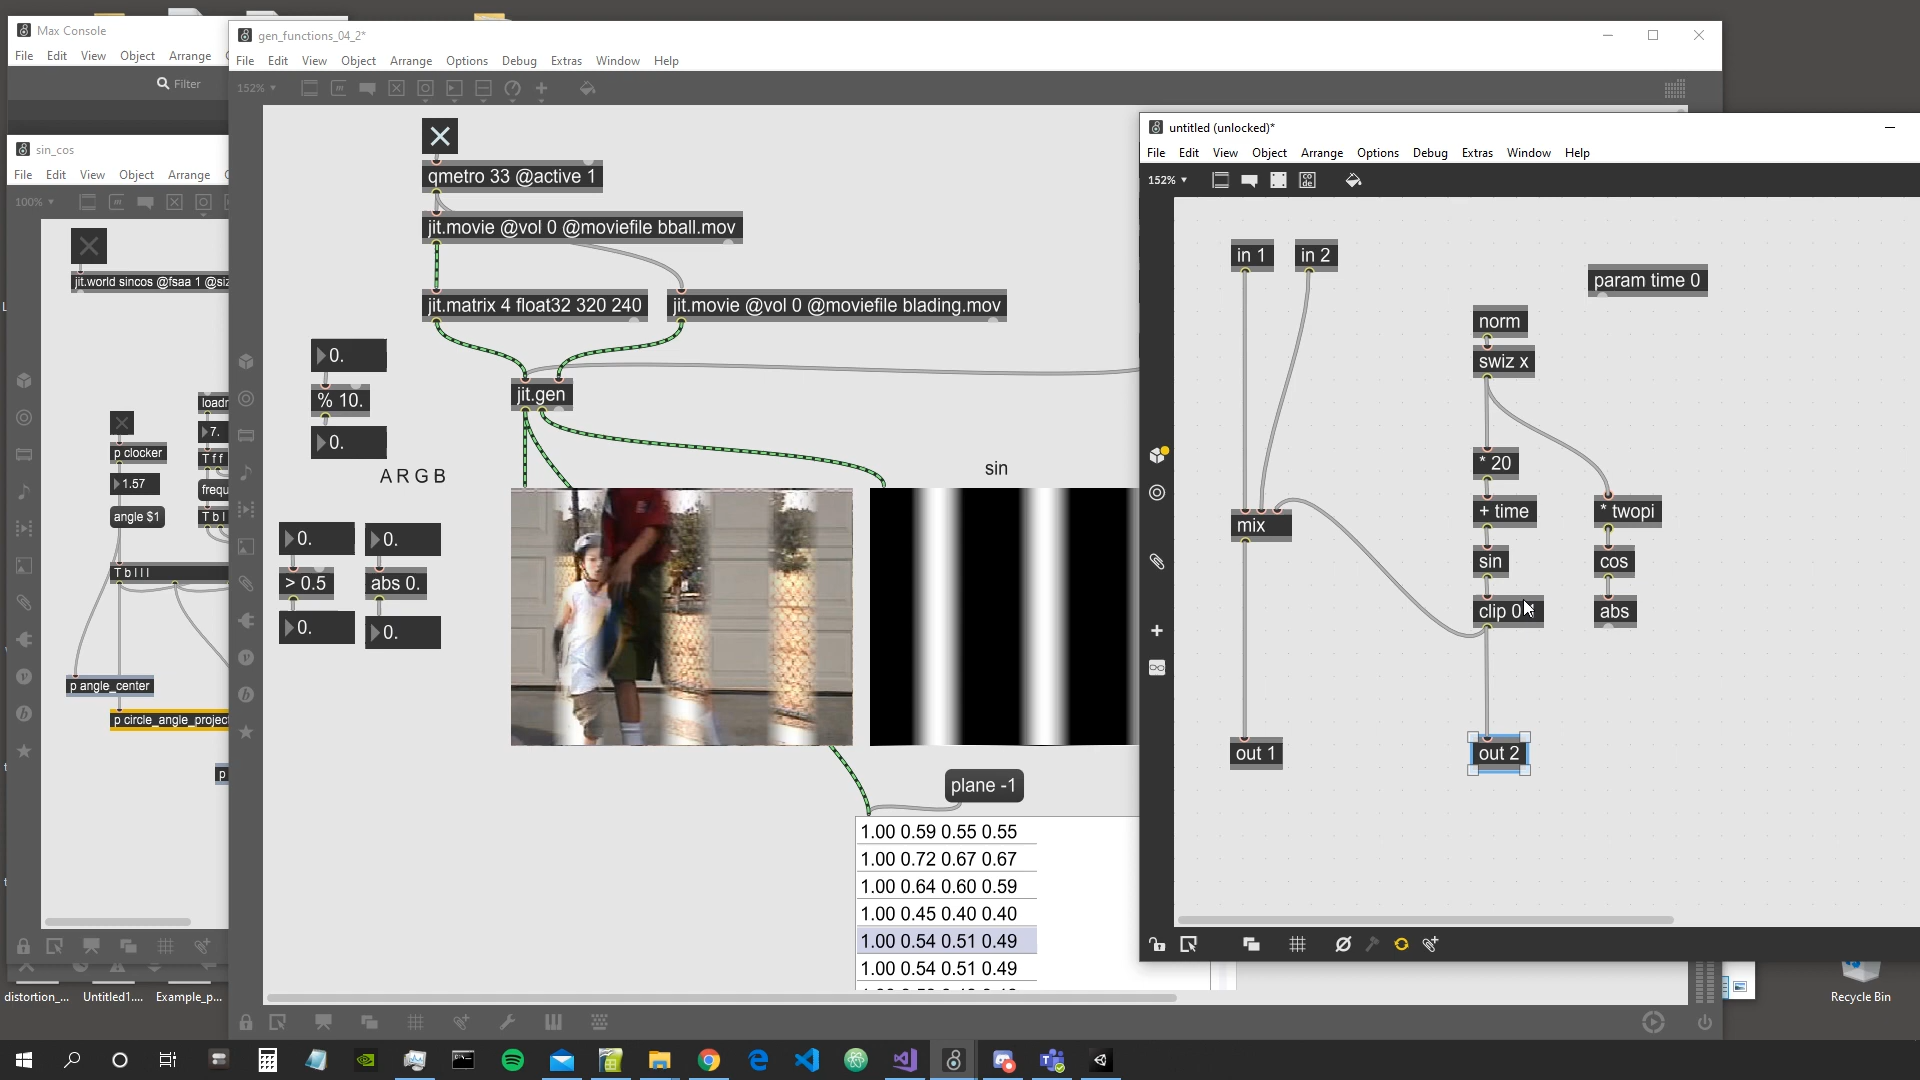 Max Console
File Edit View Object Arrange
Filter
sin_cos
File Edit View Object Arrange
100%
jit.world sincos @fsaa 1 @siz
loadr
7.
p clocker
T f f
1.57
frequ
angle $1
T b l
T b l l l
p angle_center
p circle_angle_project
p
gen_functions_04_2*
File Edit View Object Arrange Options Debug Extras Window Help
152%
qmetro 33 @active 1
jit.movie @vol 0 @moviefile bball.mov
jit.matrix 4 float32 320 240
jit.movie @vol 0 @moviefile blading.mov
0.
% 10.
0.
jit.gen
A R G B
sin
0.
0.
> 0.5
abs 0.
0.
0.
plane -1
1.00 0.59 0.55 0.55
1.00 0.72 0.67 0.67
1.00 0.64 0.60 0.59
1.00 0.45 0.40 0.40
1.00 0.54 0.51 0.49
1.00 0.54 0.51 0.49
untitled (unlocked)*
File Edit View Object Arrange Options Debug Extras Window Help
152%
in 1
in 2
param time 0
norm
swiz x
* 20
+ time
* twopi
mix
sin
cos
clip 0
abs
out 1
out 2
distortion_...
Untitled1....
Example_p...
Recycle Bin